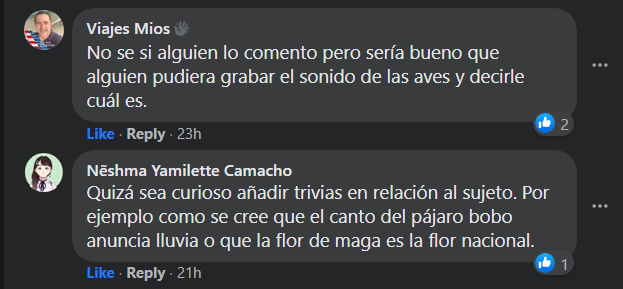 Viajes Mios
No se si alguien lo comento pero sería bueno que
alguien pudiera grabar el sonido de las aves y decirle
cuál es.
2
Like · Reply · 23h
Nẽshma Yamilette Camacho
Quizá sea curioso añadir trivias en relación al sujeto. Por
ejemplo como se cree que el canto del pájaro bobo
anuncia lluvia o que la flor de maga es la flor nacional.
1
Like · Reply · 21h